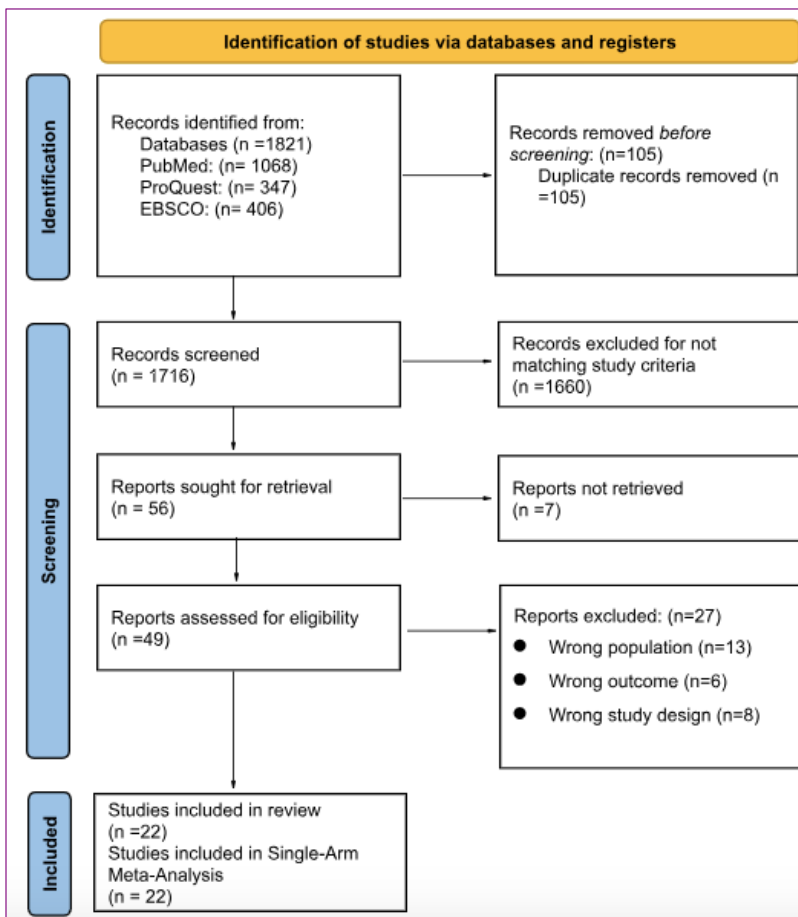 Identification of studies via databases and registers
Identification
Records identified from:
Databases (n =1821)
PubMed: (n= 1068)
ProQuest: (n= 347)
EBSCO: (n= 406)
Records removed before
screening: (n=105)
Duplicate records removed (n
=105)
Screening
Records screened
(n = 1716)
Records excluded for not
matching study criteria
(n =1660)
Reports sought for retrieval
(n = 56)
Reports not retrieved
(n =7)
Reports assessed for eligibility
(n =49)
Reports excluded: (n=27)
● Wrong population (n=13)
● Wrong outcome (n=6)
● Wrong study design (n=8)
Included
Studies included in review
(n =22)
Studies included in Single-Arm
Meta-Analysis
(n = 22)